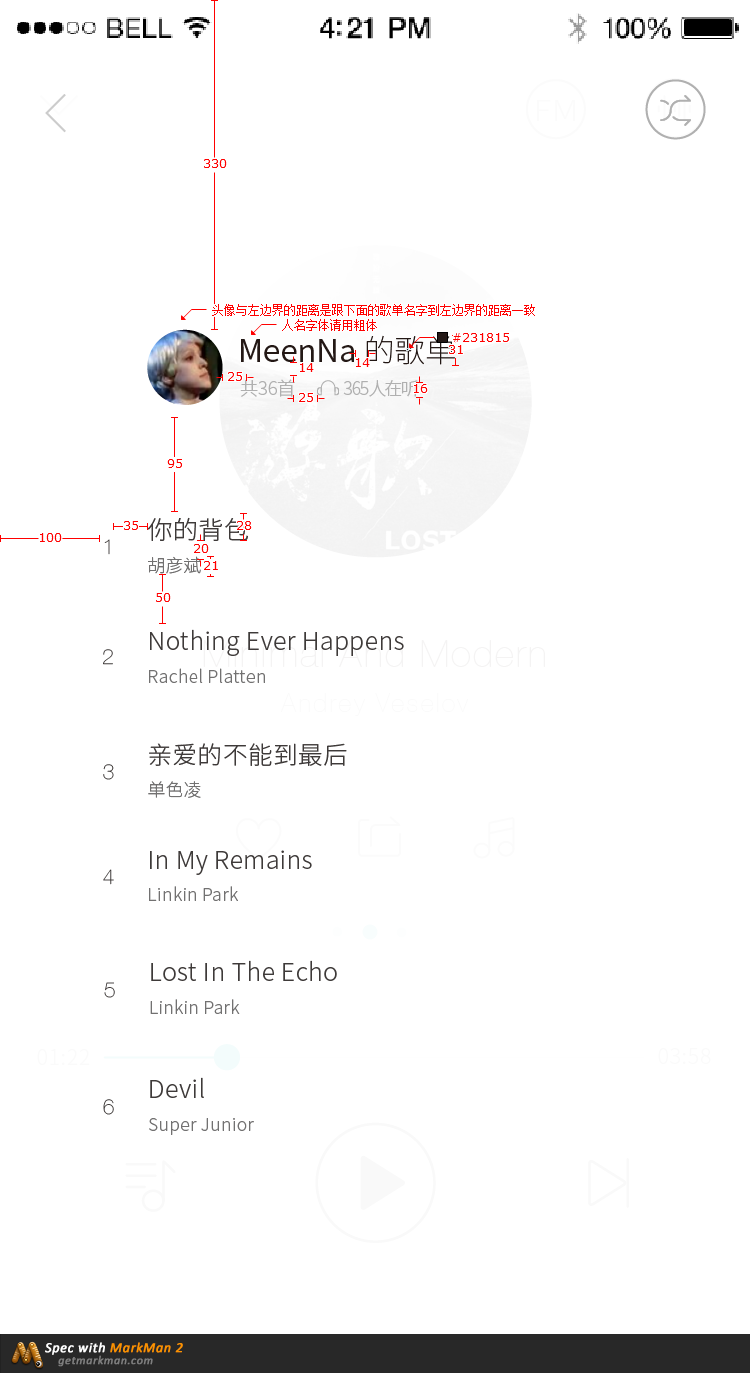 BELL 4:21 PM 100%
FM
330
头像与左边界的距离是跟下面的歌单名字到左边界的距离一致
人名字体请用粗体
MeenNa 的歌单
#231815
31
14
14
25
共36首 365人在听
16
25
LOST
95
100
35
28
1 你的背包
20
胡彦斌
21
50
2 Nothing Ever Happens
Minimal And Modern
Rachel Platten
3 亲爱的不能到最后
单色凌
4 In My Remains
Linkin Park
5 Lost In The Echo
Linkin Park
01:22 03:58
6 Devil
Super Junior
Spec with MarkMan 2
getmarkman.com